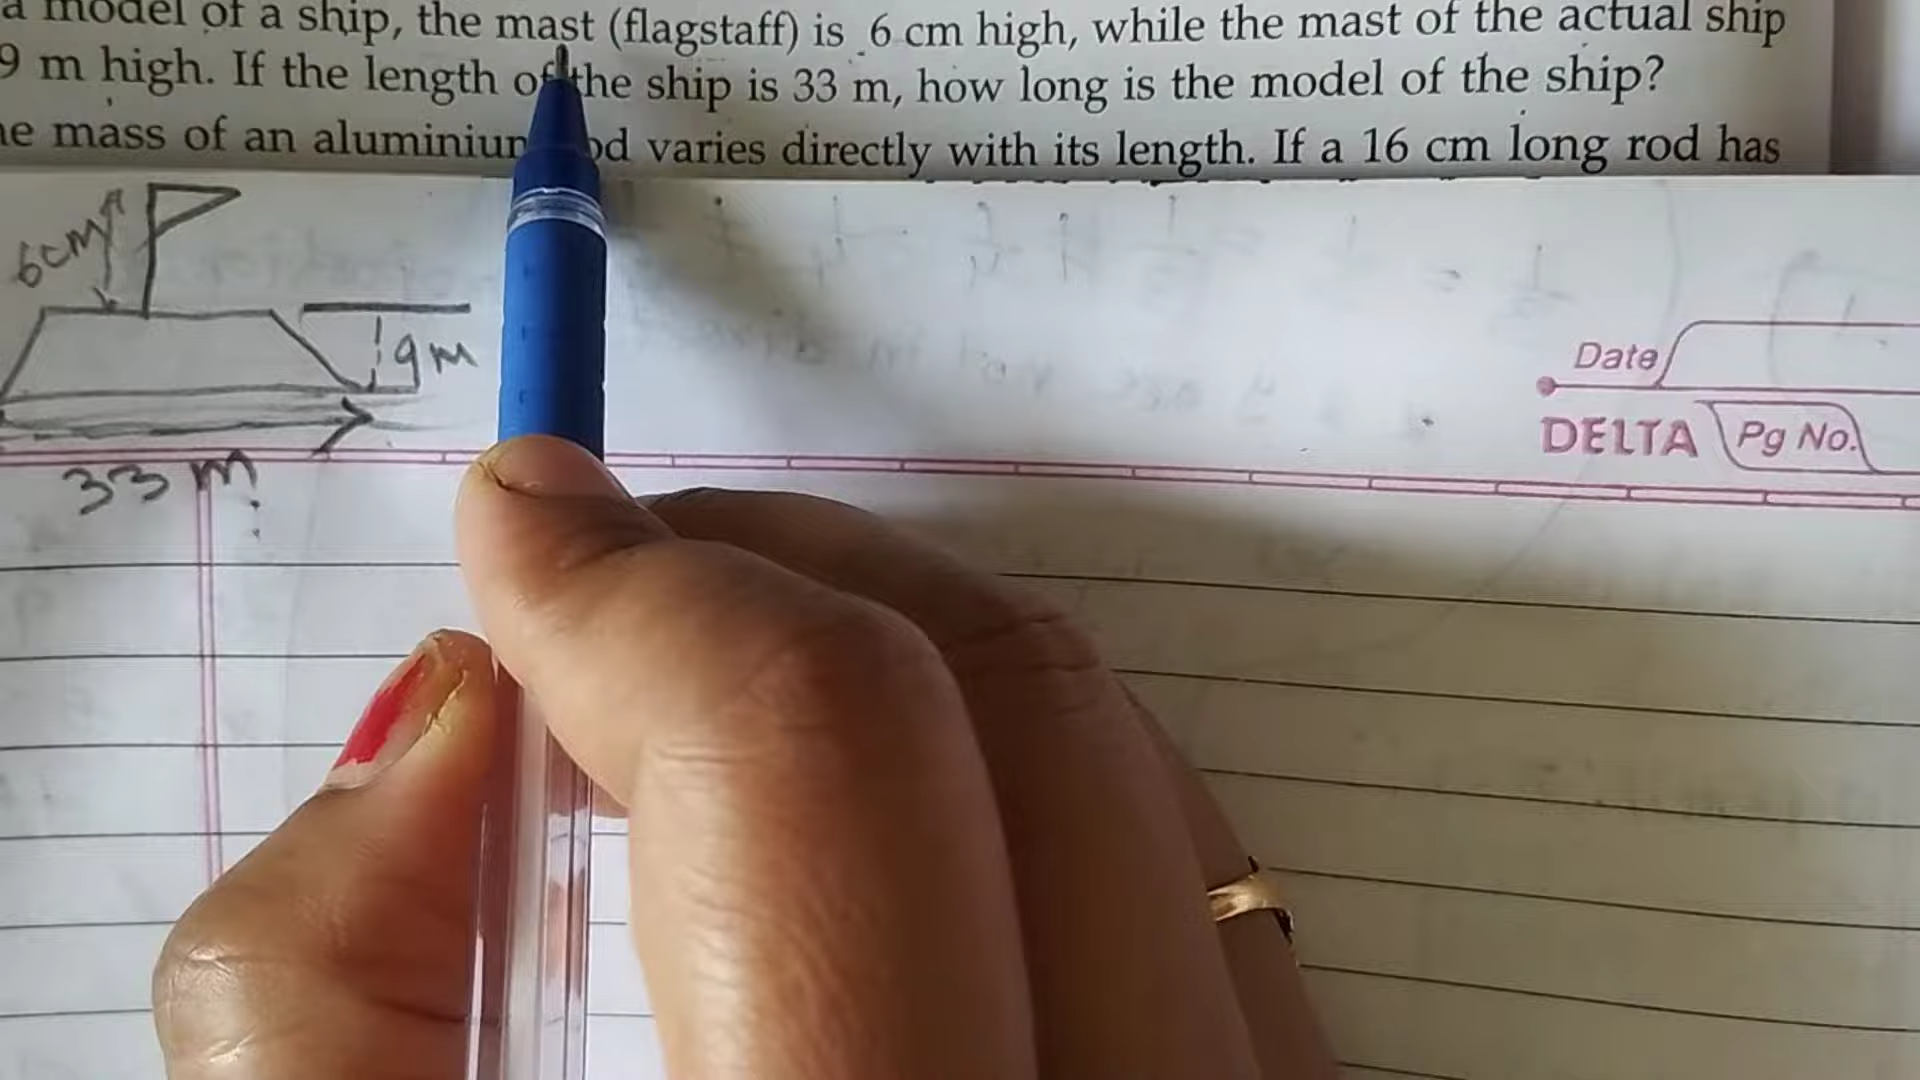 a model of a ship, the mast (flagstaff) is 6 cm high, while the mast of the actual ship
9 m high. If the length of the ship is 33 m, how long is the model of the ship?
mass of an aluminium varies directly with its length. If a 16 cm long rod has
6cm
9m
33 m
Date
DELTA Pg No.